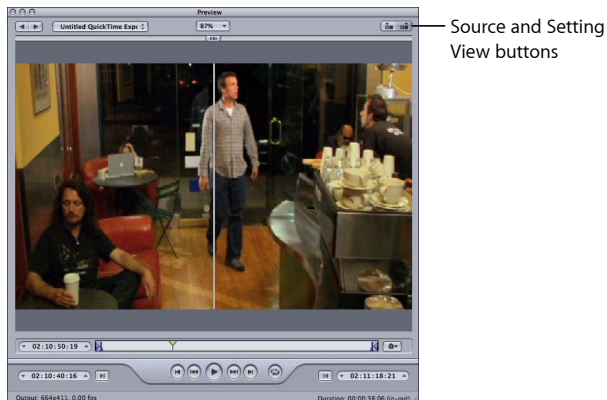 Preview
Untitled QuickTime Expc
87%
Source and Setting
View buttons
02:10:50:19
02:10:40:16
02:11:18:21
Output: 664x411, 0.00 fps
Duration: 00:00:38:06 (in-out)